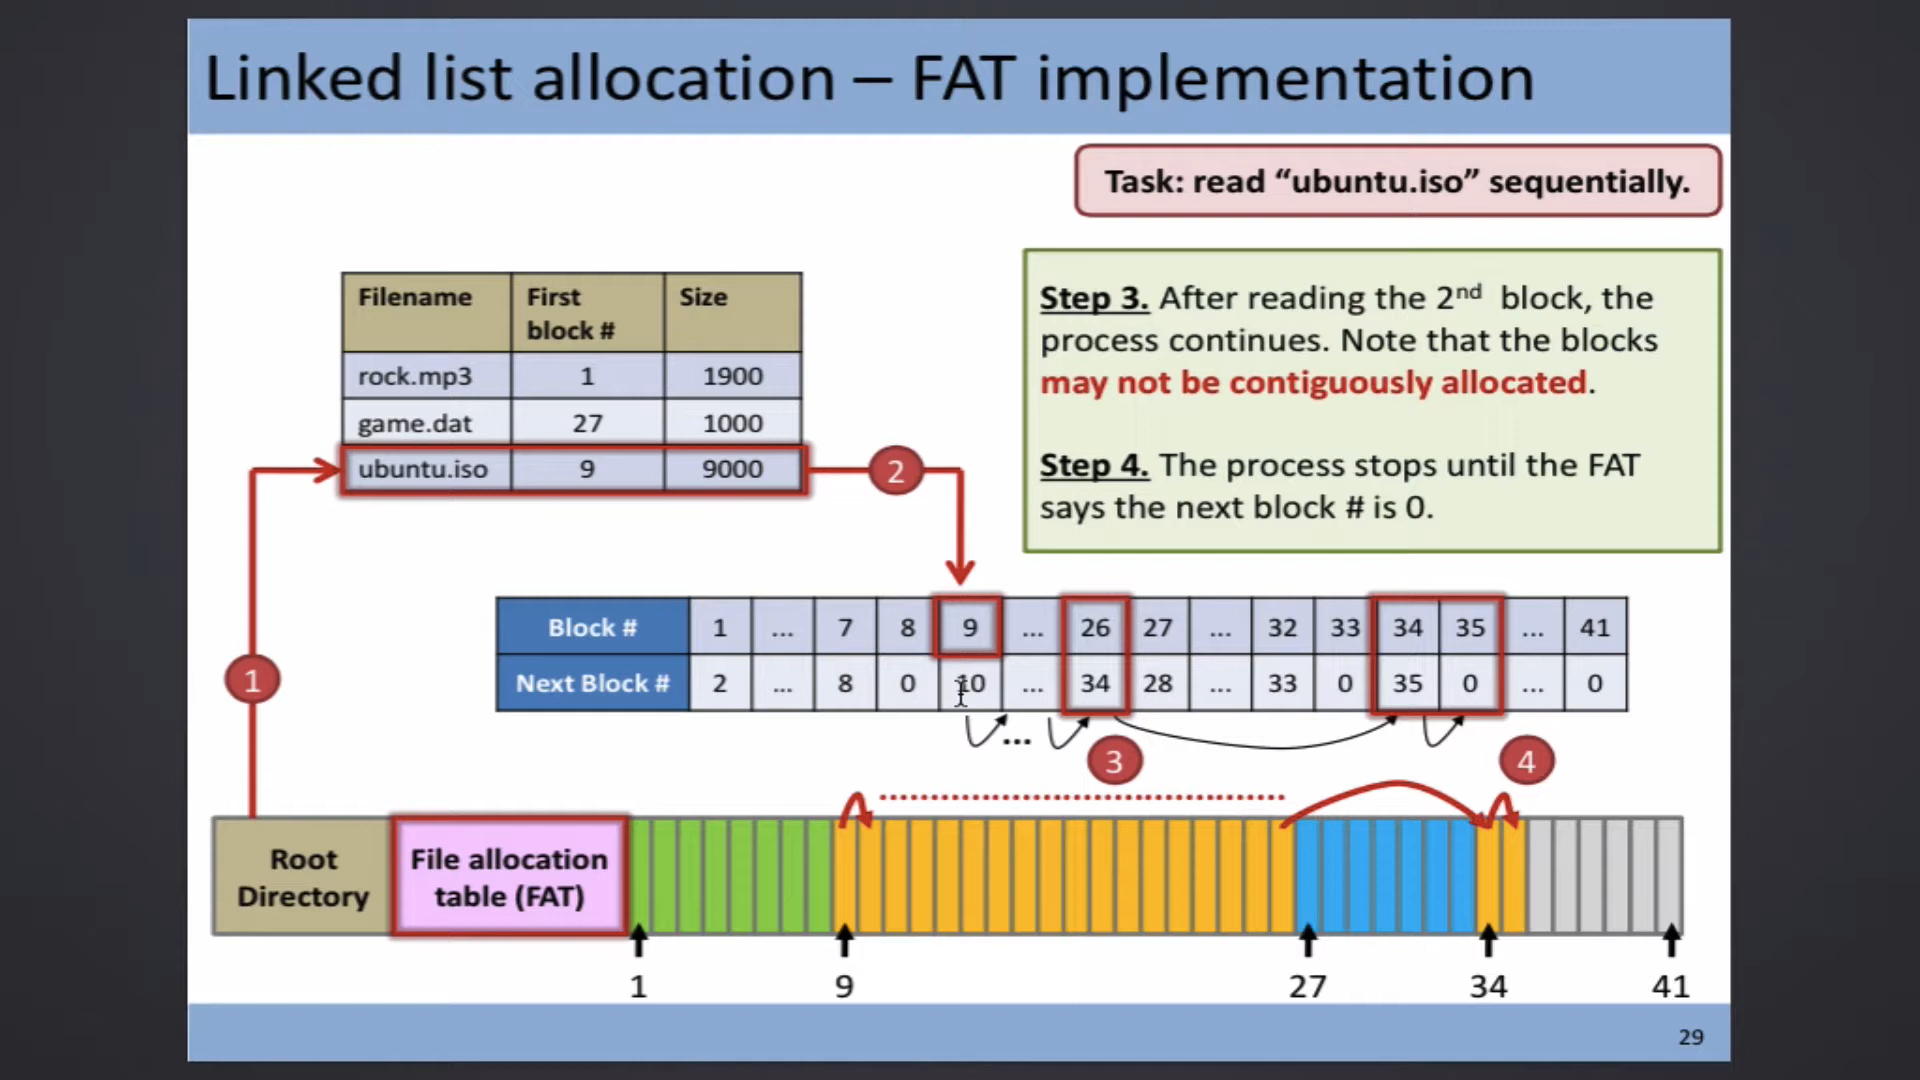 Linked list allocation – FAT implementation
Task: read “ubuntu.iso” sequentially.
Filename First block # Size
rock.mp3 1 1900
game.dat 27 1000
ubuntu.iso 9 9000
2
Step 3. After reading the 2nd block, the
process continues. Note that the blocks
may not be contiguously allocated.
Step 4. The process stops until the FAT
says the next block # is 0.
Block # 1 ... 7 8 9 ... 26 27 ... 32 33 34 35 ... 41
Next Block # 2 ... 8 0 10 ... 34 28 ... 33 0 35 0 ... 0
1
...
3
4
Root
Directory
File allocation
table (FAT)
1 9 27 34 41
29